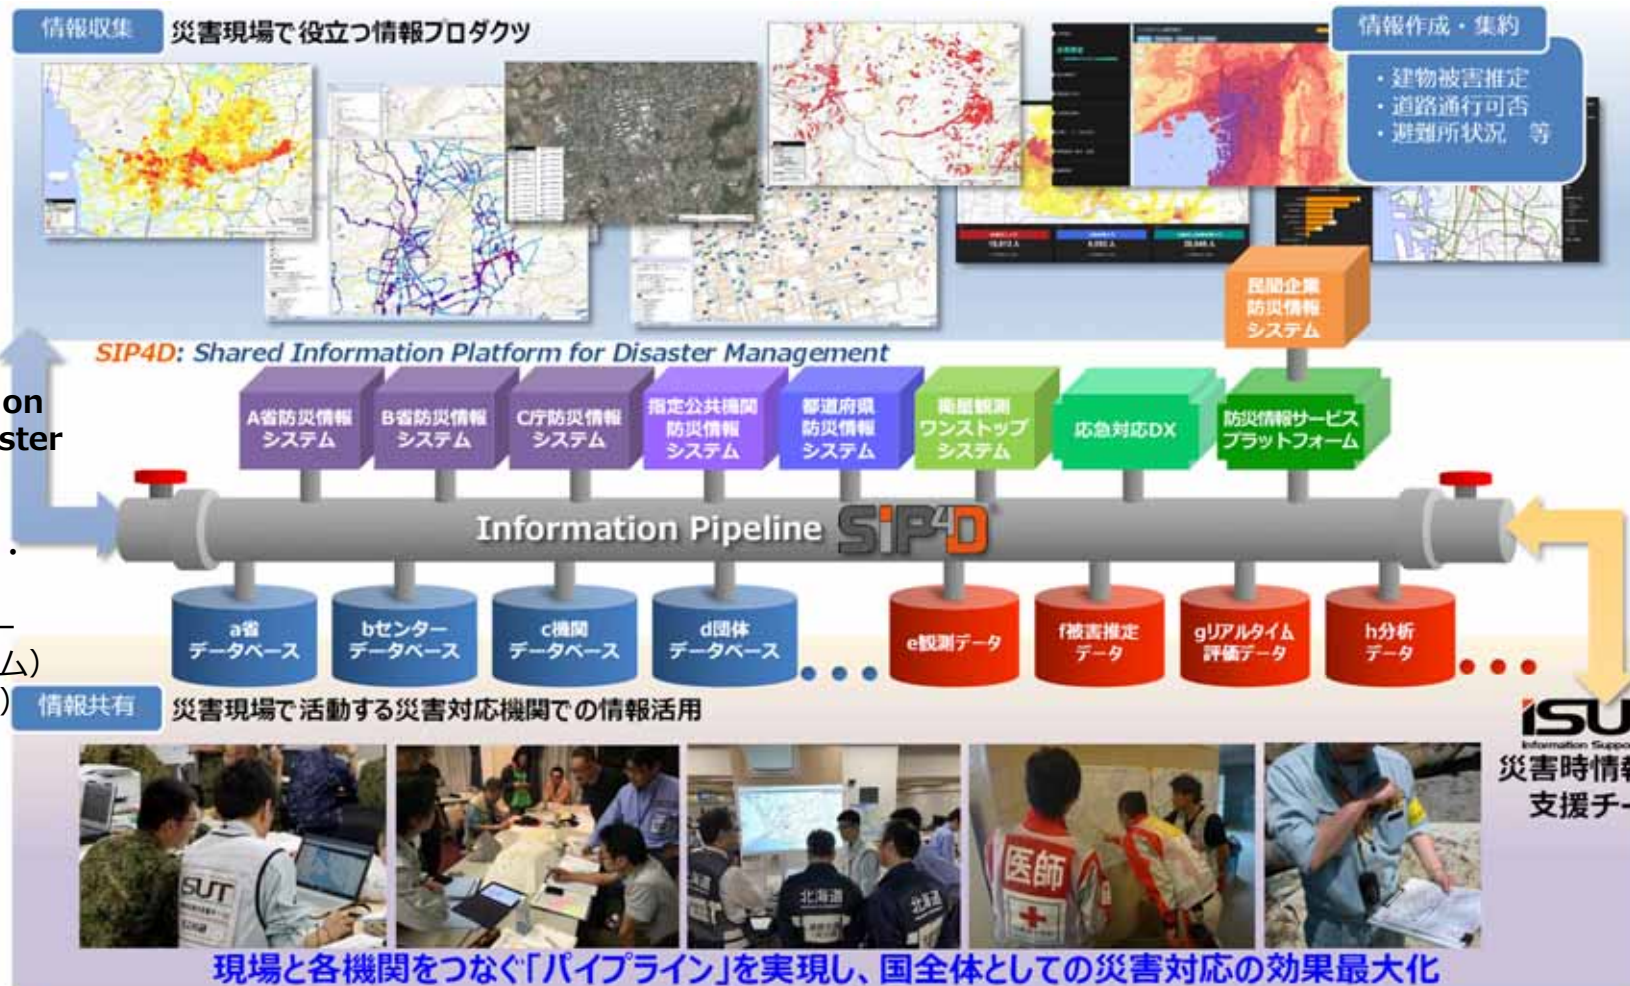 情報収集
災害現場で役立つ情報プロダクツ
情報作成・集約
・建物被害推定
・道路通行可否
・避難所状況 等
民間企業
防災情報
システム
SIP4D: Shared Information Platform for Disaster Management
on
ster
A省防災情報
システム
B省防災情報
システム
C庁防災情報
システム
指定公共機関
防災情報
システム
都道府県
防災情報
システム
衛星観測
ワンストップ
システム
応急対応DX
防災情報サービス
プラットフォーム
Information Pipeline SIP4D
・
ム)
)
a省
データベース
bセンター
データベース
c機関
データベース
d団体
データベース
e観測データ
f被害推定
データ
gリアルタイム
評価データ
h分析
データ
情報共有
災害現場で活動する災害対応機関での情報活用
ISU
Information Suppo
災害時情報
支援チー
ISUT
北海道
北海道
医師
現場と各機関をつなぐ「パイプライン」を実現し、国全体としての災害対応の効果最大化